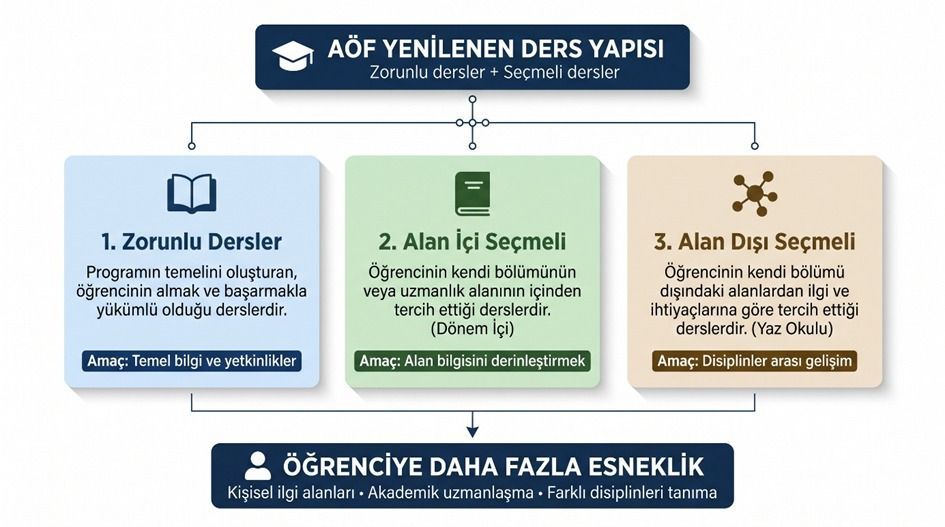 AÖF YENİLENEN DERS YAPISI
Zorunlu dersler + Seçmeli dersler
1. Zorunlu Dersler
Programın temelini oluşturan,
öğrencinin almak ve başarmakla
yükümlü olduğu derslerdir.
Amaç: Temel bilgi ve yetkinlikler
2. Alan İçi Seçmeli
Öğrencinin kendi bölümünün
veya uzmanlık alanının içinden
tercih ettiği derslerdir.
(Dönem İçi)
Amaç: Alan bilgisini derinleştirmek
3. Alan Dışı Seçmeli
Öğrencinin kendi bölümü
dışındaki alanlardan ilgi ve
ihtiyaçlarına göre tercih ettiği
derslerdir. (Yaz Okulu)
Amaç: Disiplinler arası gelişim
ÖĞRENCİYE DAHA FAZLA ESNEKLİK
Kişisel ilgi alanları • Akademik uzmanlaşma • Farklı disiplinleri tanıma